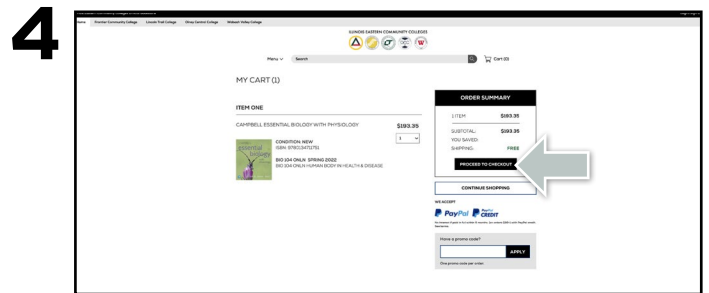 4
Home Frontier Community College Lincoln Trail College Olney Central College Wabash Valley College
ILLINOIS EASTERN COMMUNITY COLLEGES
Menu Search Cart (0)
MY CART (1)
ORDER SUMMARY
ITEM ONE
1 ITEM $193.35
CAMPBELL ESSENTIAL BIOLOGY WITH PHYSIOLOGY $193.35
SUBTOTAL: $193.35
1
YOU SAVED:
CONDITION: NEW
SHIPPING: FREE
essential biology
BIO 104 ONLN SPRING 2022
BIO 104 ONLN HUMAN BODY IN HEALTH & DISEASE
PROCEED TO CHECKOUT
CONTINUE SHOPPING
WE ACCEPT
PayPal PayPal CREDIT
Have a promo code?
APPLY
One promo code per order.